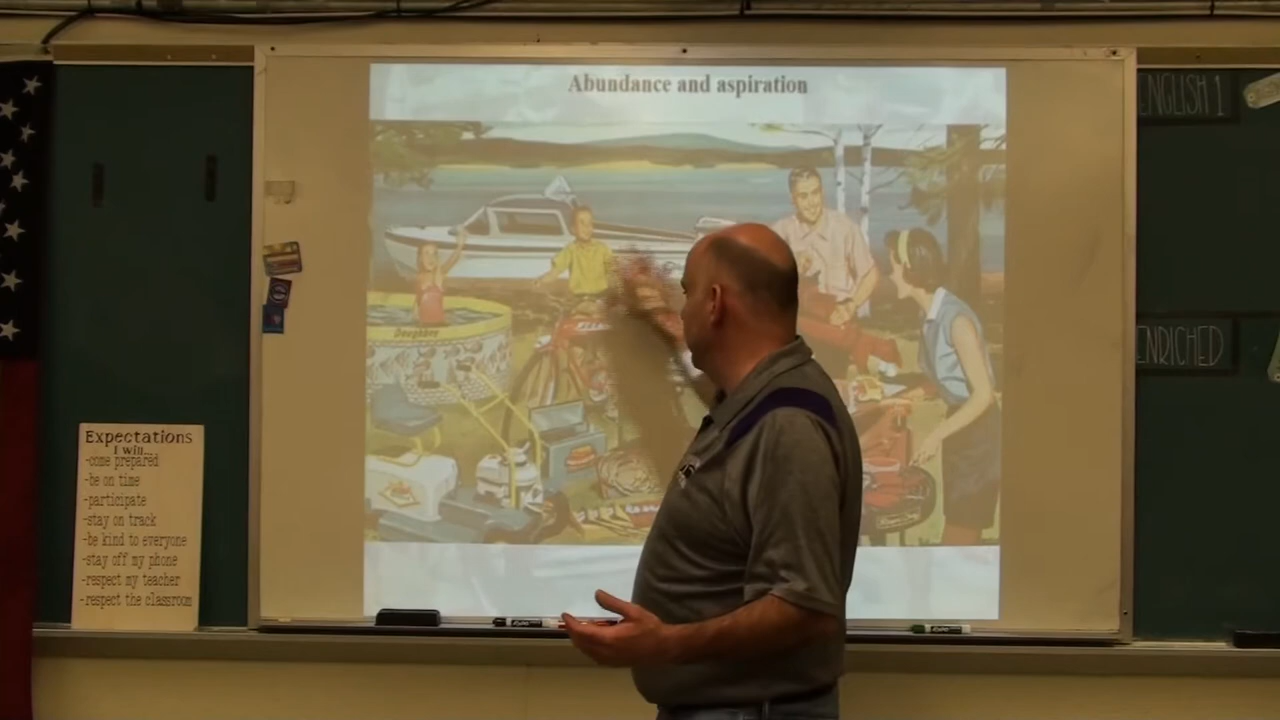 Abundance and aspiration
ENGLISH 1
Doughboy
ENRICHED
Expectations
I will...
-come prepared
-be on time
-participate
-stay on track
-be kind to everyone
-stay off my phone
-respect my teacher
-respect the classroom